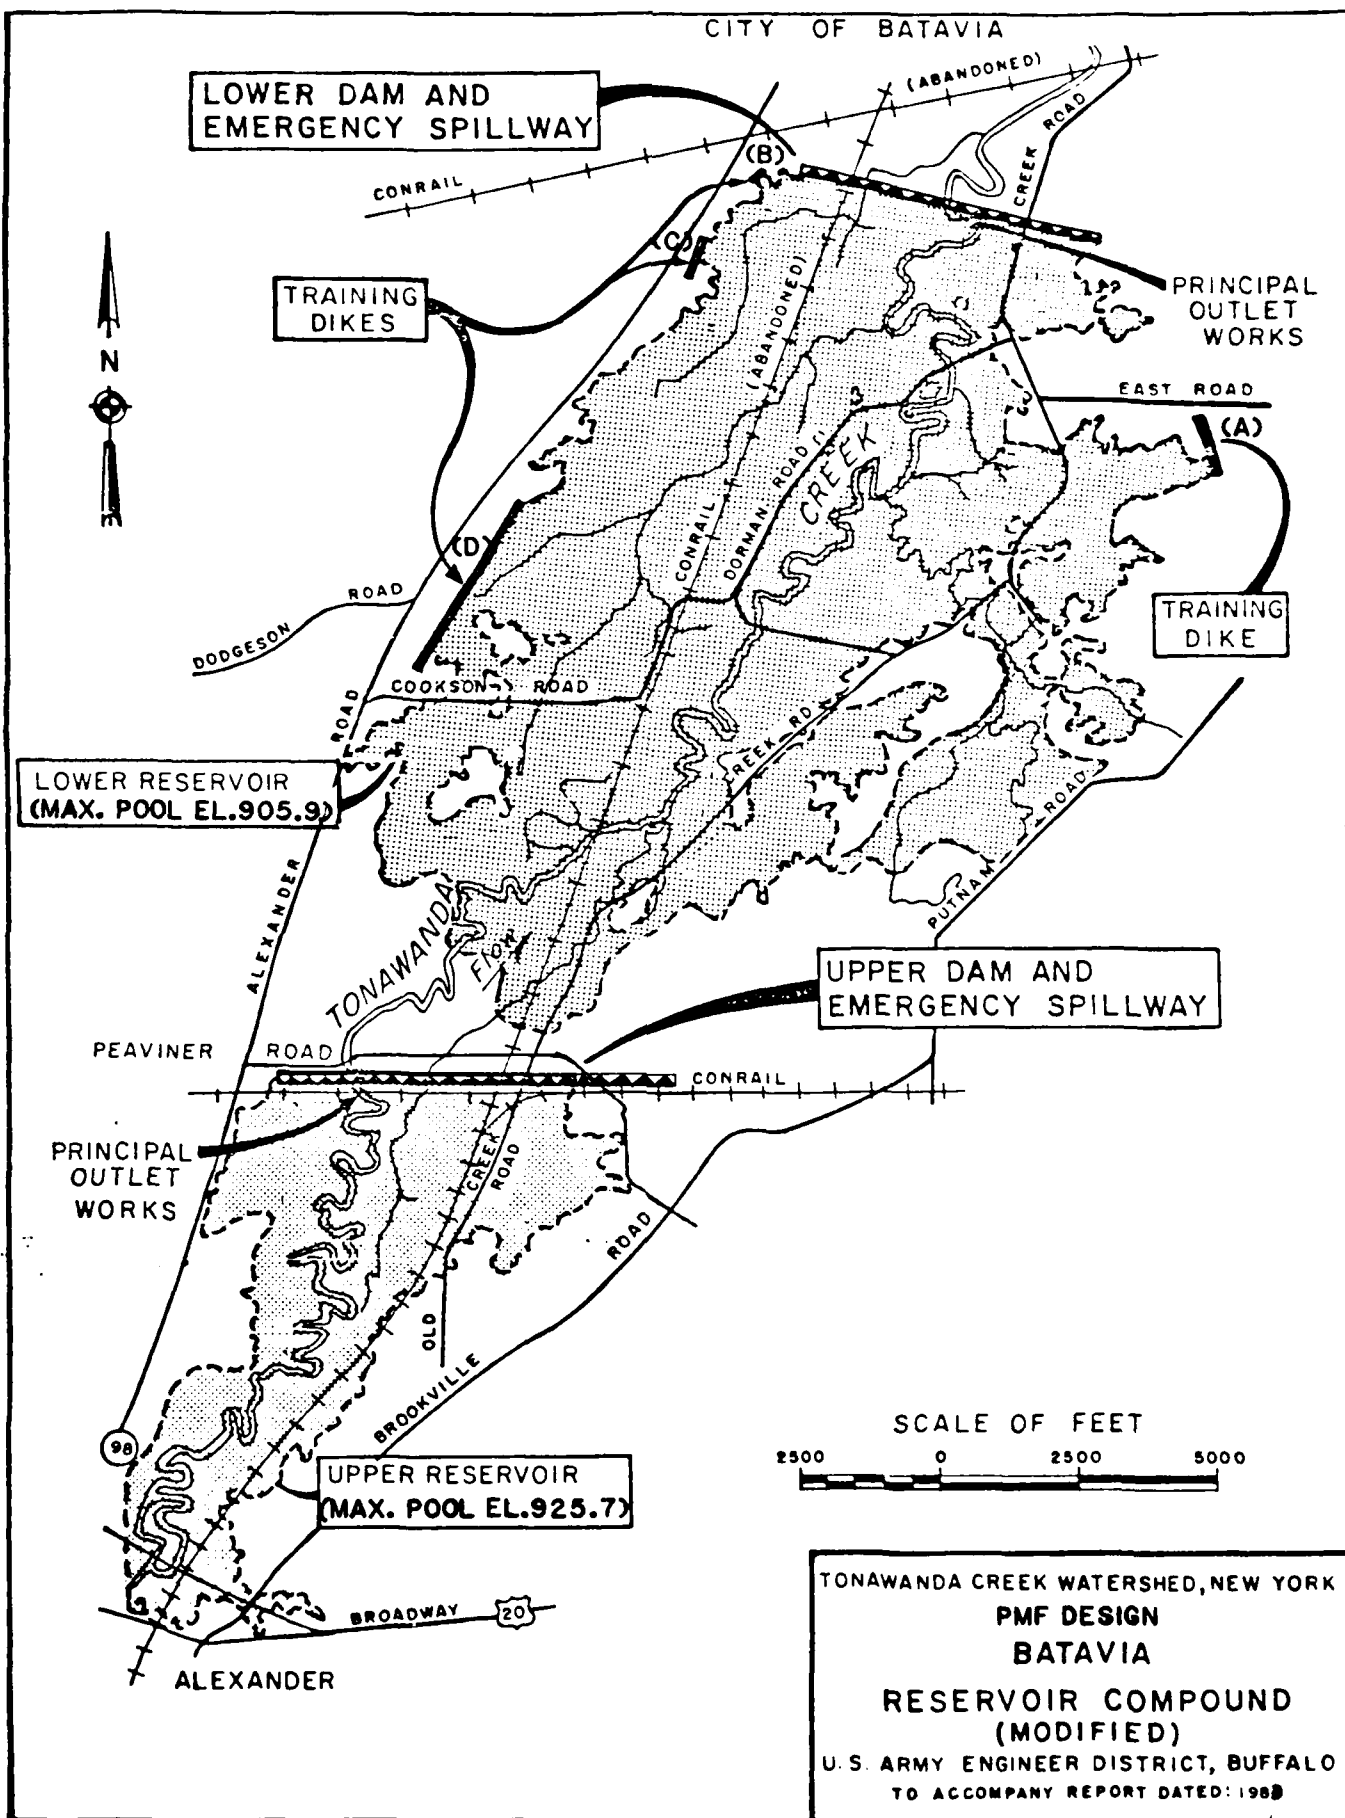 CITY OF BATAVIA
(ABANDONED)
LOWER DAM AND
EMERGENCY SPILLWAY
(B)
CONRAIL
CREEK ROAD
(C)
TRAINING
DIKES
PRINCIPAL
OUTLET
WORKS
N
(ABANDONED)
EAST ROAD
(A)
CREEK
DORMAN ROAD
CONRAIL
(D)
DODGESON ROAD
TRAINING
DIKE
COOKSON ROAD
ROAD
CREEK RD.
LOWER RESERVOIR
(MAX. POOL EL.905.9)
PUTNAM ROAD
ALEXANDER
TONAWANDA
Flow
UPPER DAM AND
EMERGENCY SPILLWAY
PEAVINER ROAD
CONRAIL
PRINCIPAL
OUTLET
WORKS
CREEK
ROAD
OLD
BROOKVILLE ROAD
98
UPPER RESERVOIR
(MAX. POOL EL.925.7)
SCALE OF FEET
2500 0 2500 5000
BROADWAY 20
ALEXANDER
TONAWANDA CREEK WATERSHED, NEW YORK
PMF DESIGN
BATAVIA
RESERVOIR COMPOUND
(MODIFIED)
U.S. ARMY ENGINEER DISTRICT, BUFFALO
TO ACCOMPANY REPORT DATED: